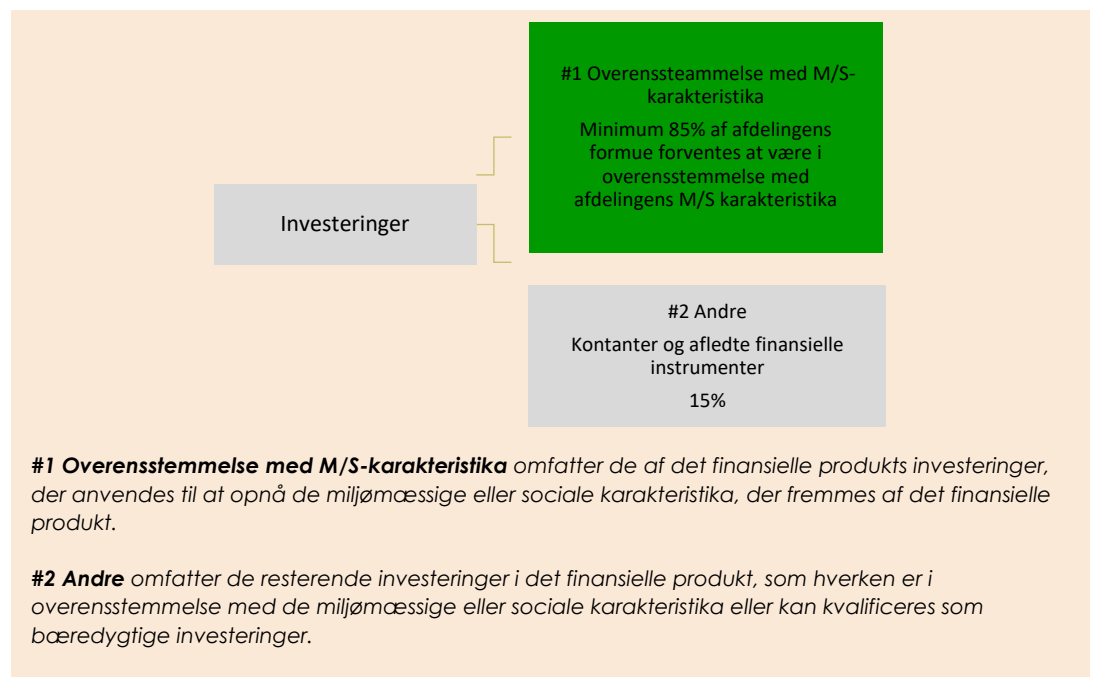 #1 Overenssteammelse med M/S-
karakteristika
Minimum 85% af afdelingens
formue forventes at være i
overensstemmelse med
afdelingens M/S karakteristika
Investeringer
#2 Andre
Kontanter og afledte finansielle
instrumenter
15%
#1 Overensstemmelse med M/S-karakteristika omfatter de af det finansielle produkts investeringer,
der anvendes til at opnå de miljømæssige eller sociale karakteristika, der fremmes af det finansielle
produkt.
#2 Andre omfatter de resterende investeringer i det finansielle produkt, som hverken er i
overensstemmelse med de miljømæssige eller sociale karakteristika eller kan kvalificeres som
bæredygtige investeringer.